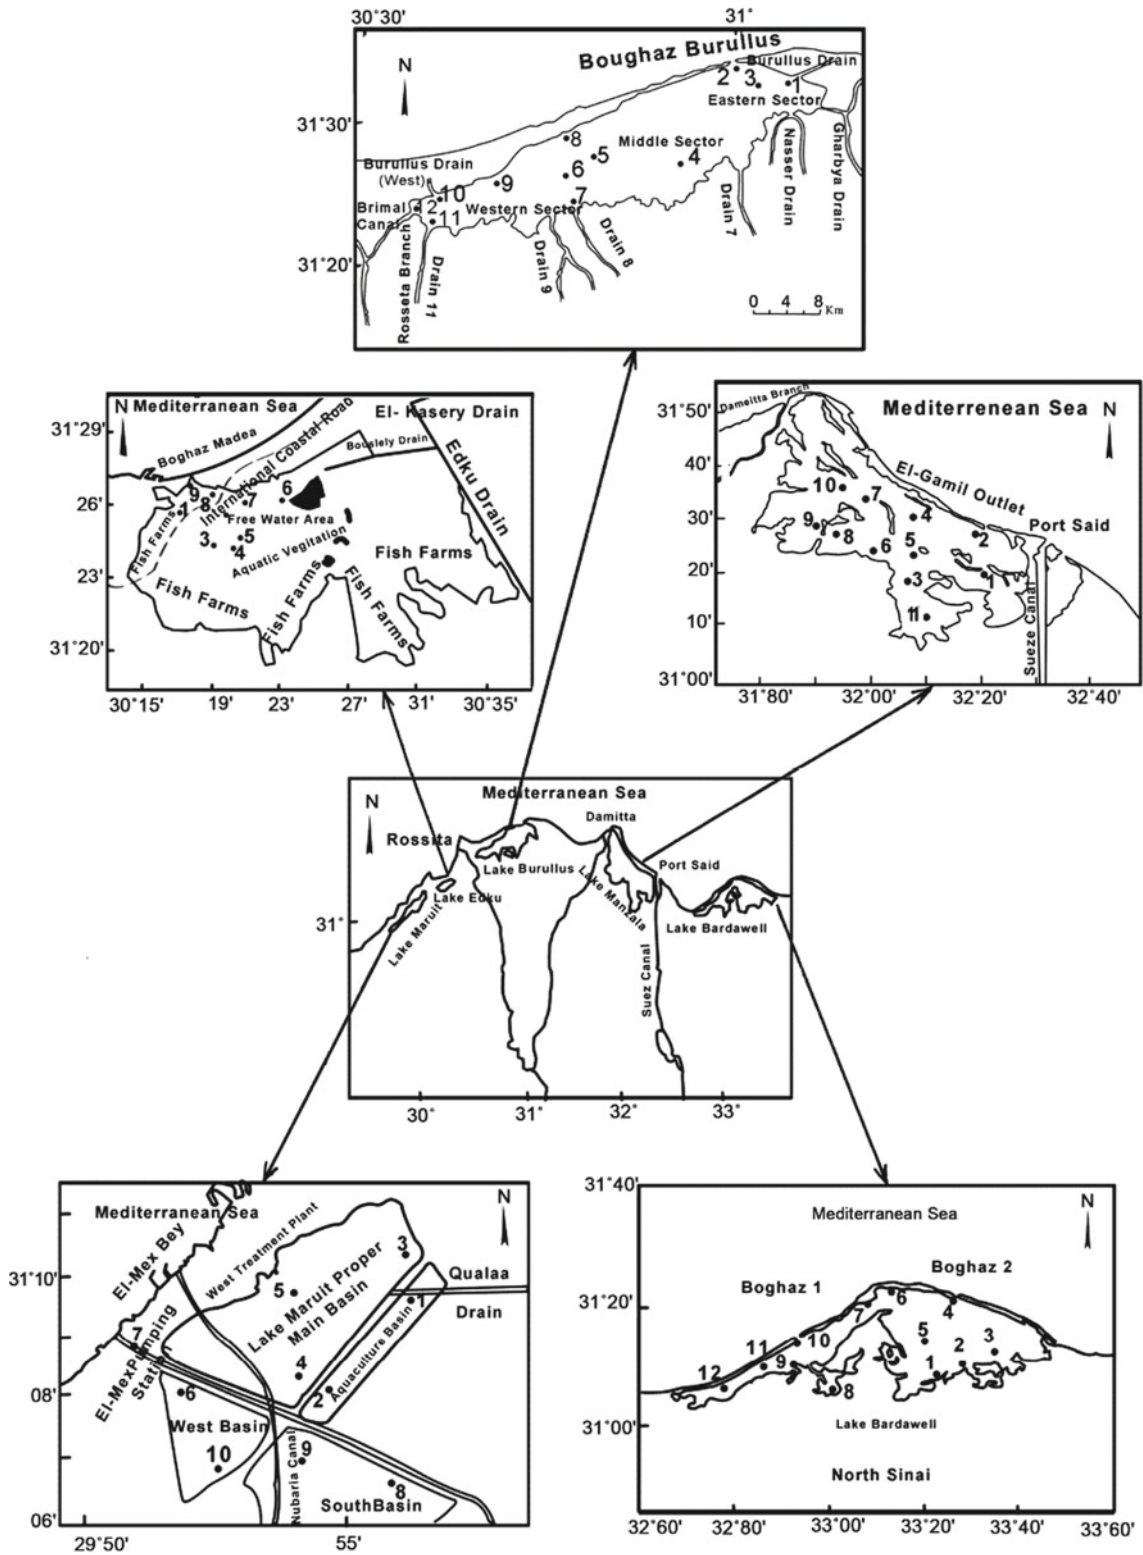 30°30'
31°
N
Boughaz Burullus
Burullus Drain
2
3
1
Eastern Sector
31°30'
8
Middle Sector
5
4
6
Burullus Drain
(West)
9
10
7
Brimal
Canal
12
11
Western Sector
Rosseta Branch
Drain 11
Drain 9
Drain 8
Drain 7
Nasser Drain
Gharbya Drain
31°20'
0 4 8 Km
N
Mediterranean Sea
El- Kasery Drain
31°29'
Boghaz Madea
International Coastal Road
Bouslely Drain
Edku Drain
26'
9
8
1
7
6
Free Water Area
3
4
5
Aquatic Vegitation
Fish Farms
Fish Farms
Fish Farms
Fish Farms
Fish Farms
23'
31°20'
30°15'
19'
23'
27'
31'
30°35'
Dameitta Branch
Mediterrenean Sea
N
31°50'
40'
El-Gamil Outlet
10
7
30'
9
8
4
Port Said
2
5
6
20'
3
1
11
10'
Sueze Canal
31°00'
31°80'
32°00'
32°20'
32°40'
N
Mediterranean Sea
Damitta
Rossita
Lake Burullus
Port Said
Lake Edku
Lake Manzala
Lake Maruit
Lake Bardawell
31°
Suez Canal
30°
31°
32°
33°
Mediterranean Sea
N
El-Mex Bey
West Treatment Plant
3
31°10'
5
Lake Maruit Proper
Main Basin
Qualaa
Drain
1
7
El-MexPumping
Station
4
Aquaculture Basin
2
08'
6
West Basin
10
Nubaria Canal
9
8
SouthBasin
06'
29°50'
55'
31°40'
Mediterranean Sea
N
Boghaz 1
Boghaz 2
31°20'
7
6
4
10
5
3
11
9
2
12
8
1
31°00'
Lake Bardawell
North Sinai
32°60'
32°80'
33°00'
33°20'
33°40'
33°60'